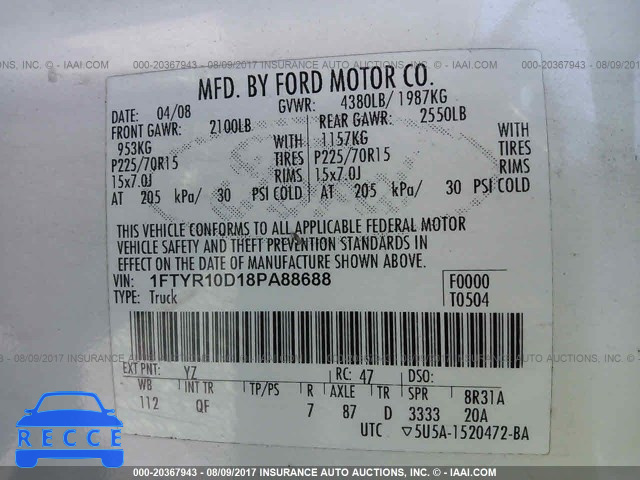 000-20367943 - 08/09/2017 INSURANCE AUTO AUCTIONS, INC. - IAAI.COM
MFD. BY FORD MOTOR CO.
DATE: 04/08 GVWR: 4380LB/ 1987KG
FRONT GAWR: 2100LB REAR GAWR: 2550LB
953KG WITH 1157KG WITH
P225/70R15 TIRES P225/70R15 TIRES
15x7.0J RIMS 15x7.0J RIMS
AT 205 kPa/ 30 PSI COLD AT 205 kPa/ 30 PSI COLD
THIS VEHICLE CONFORMS TO ALL APPLICABLE FEDERAL MOTOR
VEHICLE SAFETY AND THEFT PREVENTION STANDARDS IN
EFFECT ON THE DATE OF MANUFACTURE SHOWN ABOVE.
VIN: 1FTYR10D18PA88688 F0000
TYPE: Truck T0504
EXT PNT: YZ RC: 47 DSO:
WB INT TR TP/PS R AXLE TR SPR 8R31A
112 QF 7 87 D 3333 20A
UTC ▽5U5A-1520472-BA
000-20367943 - 08/09/2017 INSURANCE AUTO AUCTIONS, INC. - IAAI.COM